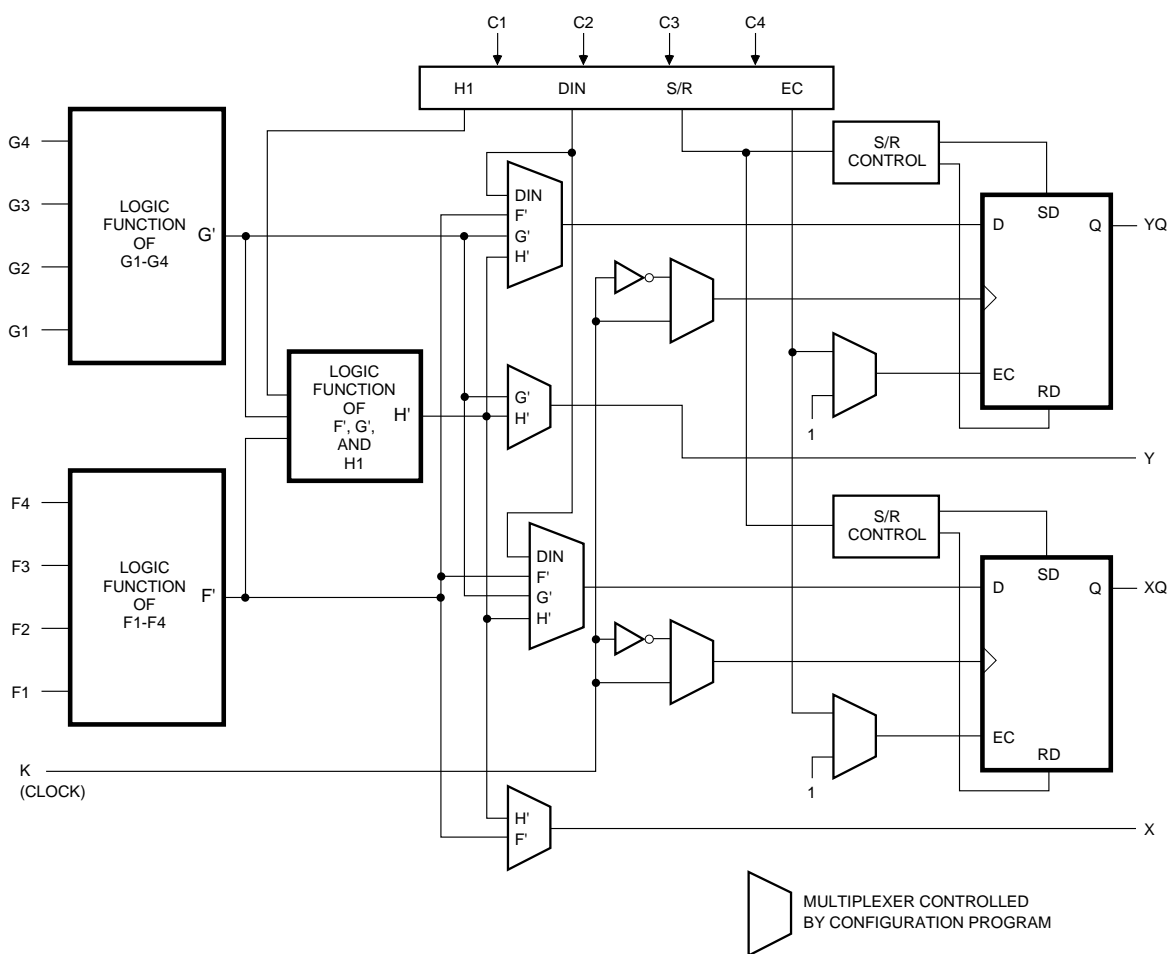 C1
C2
C3
C4
H1
DIN
S/R
EC
G4
G3
G2
G1
LOGIC
FUNCTION
OF
G1-G4
G'
DIN
F'
G'
H'
S/R
CONTROL
D
SD
Q
YQ
EC
RD
1
LOGIC
FUNCTION
OF
F', G',
AND
H1
H'
G'
H'
Y
F4
F3
F2
F1
LOGIC
FUNCTION
OF
F1-F4
F'
DIN
F'
G'
H'
S/R
CONTROL
D
SD
Q
XQ
EC
RD
1
K
(CLOCK)
H'
F'
X
MULTIPLEXER CONTROLLED
BY CONFIGURATION PROGRAM